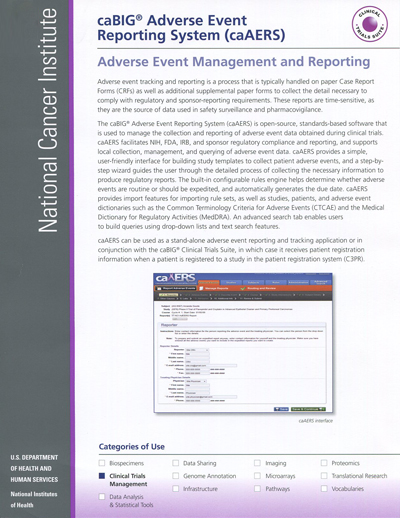 caBIG® Adverse Event
Reporting System (caAERS)
CLINICAL
TRIALS SUITE
National Cancer Institute
Adverse Event Management and Reporting
Adverse event tracking and reporting is a process that is typically handled on paper Case Report
Forms (CRFs) as well as additional supplemental paper forms to collect the detail necessary to
comply with regulatory and sponsor-reporting requirements. These reports are time-sensitive, as
they are the source of data used in safety surveillance and pharmacovigilance.
The caBIG® Adverse Event Reporting System (caAERS) is open-source, standards-based software that
is used to manage the collection and reporting of adverse event data obtained during clinical trials.
caAERS facilitates NIH, FDA, IRB, and sponsor regulatory compliance and reporting, and supports
local collection, management, and querying of adverse event data. caAERS provides a simple,
user-friendly interface for building study templates to collect patient adverse events, and a step-by-
step wizard guides the user through the detailed process of collecting the necessary information to
produce regulatory reports. The built-in configurable rules engine helps determine whether adverse
events are routine or should be expedited, and automatically generates the due date. caAERS
provides import features for importing rule sets, as well as studies, patients, and adverse event
dictionaries such as the Common Terminology Criteria for Adverse Events (CTCAE) and the Medical
Dictionary for Regulatory Activities (MedDRA). An advanced search tab enables users
to build queries using drop-down lists and text search features.
caAERS can be used as a stand-alone adverse event reporting and tracking application or in
conjunction with the caBIG® Clinical Trials Suite, in which case it receives patient registration
information when a patient is registered to a study in the patient registration system (C3PR).
caAERS
Reporter
caAERS interface
U.S. DEPARTMENT
OF HEALTH AND
HUMAN SERVICES
National Institutes
of Health
Categories of Use
Biospecimens
Data Sharing
Imaging
Proteomics
Clinical Trials
Management
Genome Annotation
Microarrays
Translational Research
Infrastructure
Pathways
Vocabularies
Data Analysis
& Statistical Tools